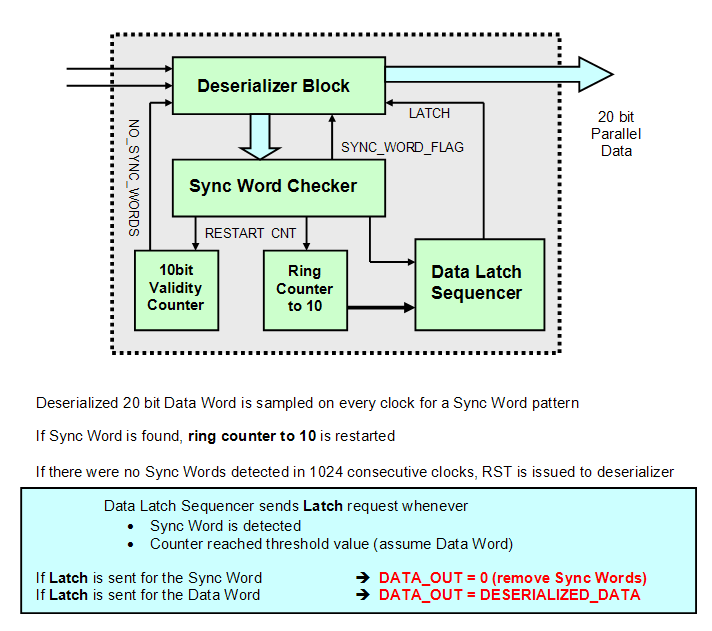 Deserializer Block
LATCH
20 bit
Parallel
Data
NO_SYNC_WORDS
SYNC_WORD_FLAG
Sync Word Checker
RESTART CNT
10bit
Validity
Counter
Ring
Counter
to 10
Data Latch
Sequencer
Deserialized 20 bit Data Word is sampled on every clock for a Sync Word pattern
If Sync Word is found, ring counter to 10 is restarted
If there were no Sync Words detected in 1024 consecutive clocks, RST is issued to deserializer
Data Latch Sequencer sends Latch request whenever
• Sync Word is detected
• Counter reached threshold value (assume Data Word)
If Latch is sent for the Sync Word ➔ DATA_OUT = 0 (remove Sync Words)
If Latch is sent for the Data Word ➔ DATA_OUT = DESERIALIZED_DATA